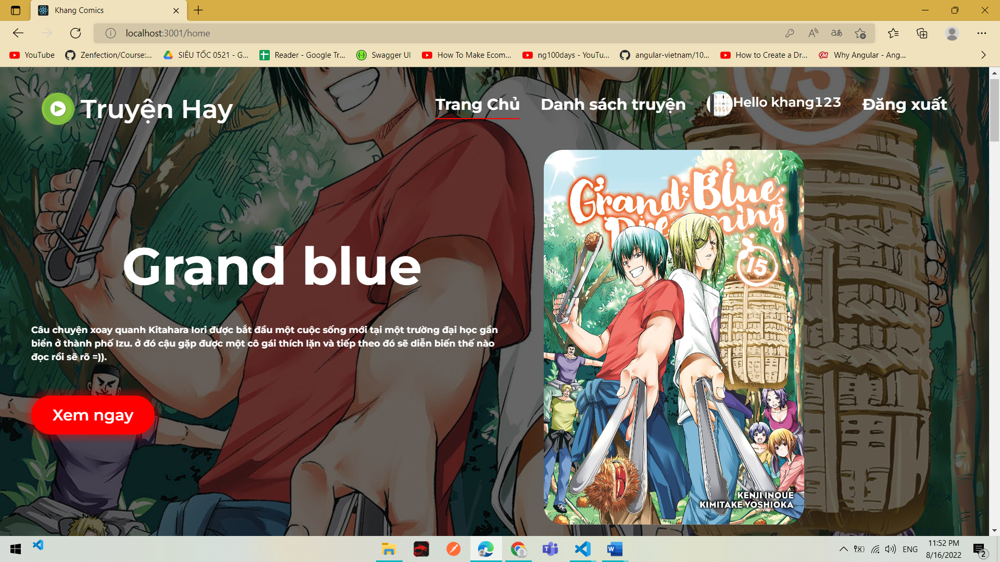 Khang Comics
localhost:3001/home
YouTube
Zenfection/Course:...
SIÊU TỐC 0521 - G...
Reader - Google Tr...
Swagger UI
How To Make Ecom...
ng100days - YouTu...
angular-vietnam/10...
How to Create a Dr...
Why Angular - Ang...
Truyện Hay
Trang Chủ
Danh sách truyện
Hello khang123
Đăng xuất
15
Grand blue
Câu chuyện xoay quanh Kitahara Iori được bắt đầu một cuộc sống mới tại một trường đại học gần
biển ở thành phố Izu. ở đó cậu gặp được một cô gái thích lặn và tiếp theo đó sẽ diễn biến thế nào
đọc rồi sẽ rõ =)).
Xem ngay
Grand Blue
Dreaming
15
KENJI INOUE
KIMITAKE YOSHIOKA
ENG
11:52 PM
8/16/2022
2